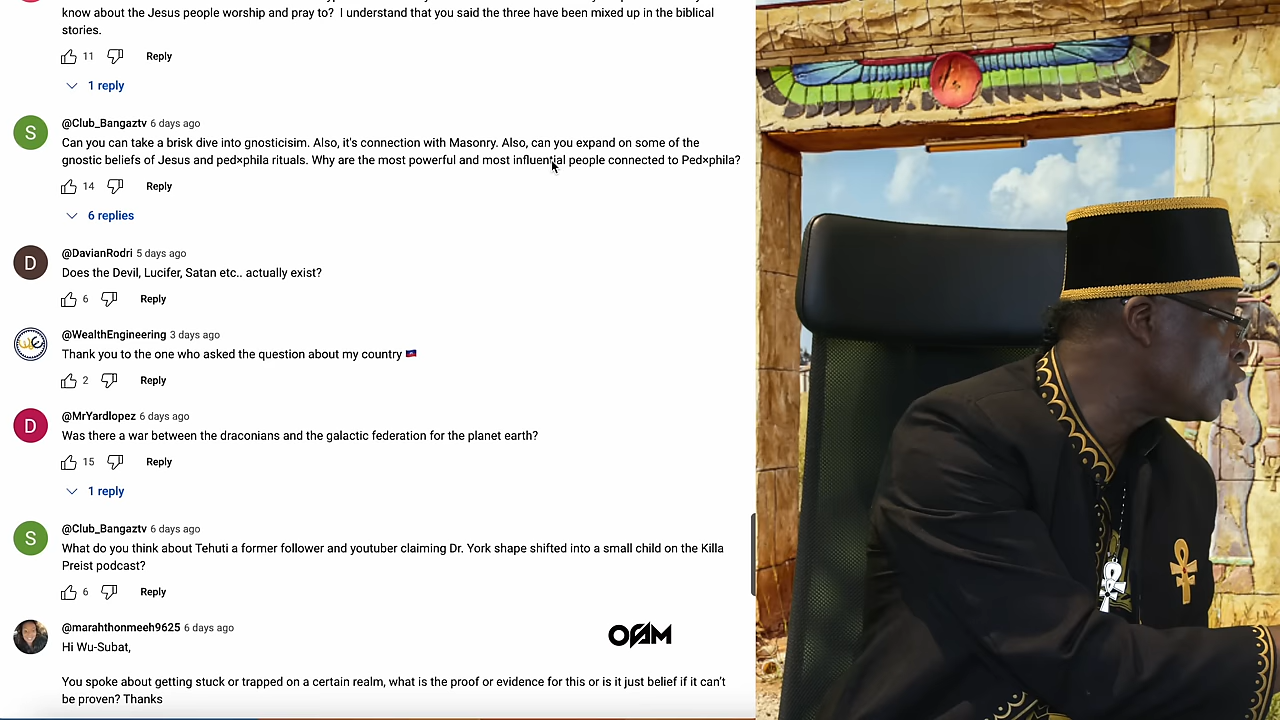 know about the Jesus people worship and pray to? I understand that you said the three have been mixed up in the biblical
stories.
11 Reply
1 reply
S
@Club_Bangaztv 6 days ago
Can you can take a brisk dive into gnosticisim. Also, it's connection with Masonry. Also, can you expand on some of the
gnostic beliefs of Jesus and ped×phila rituals. Why are the most powerful and most influential people connected to Ped×phila?
14 Reply
6 replies
D
@DavianRodri 5 days ago
Does the Devil, Lucifer, Satan etc.. actually exist?
6 Reply
@WealthEngineering 3 days ago
Thank you to the one who asked the question about my country 🇭🇹
2 Reply
D
@MrYardlopez 6 days ago
Was there a war between the draconians and the galactic federation for the planet earth?
15 Reply
1 reply
S
@Club_Bangaztv 6 days ago
What do you think about Tehuti a former follower and youtuber claiming Dr. York shape shifted into a small child on the Killa
Preist podcast?
6 Reply
@marahthonmeeh9625 6 days ago
Hi Wu-Subat,
You spoke about getting stuck or trapped on a certain realm, what is the proof or evidence for this or is it just belief if it can't
be proven? Thanks